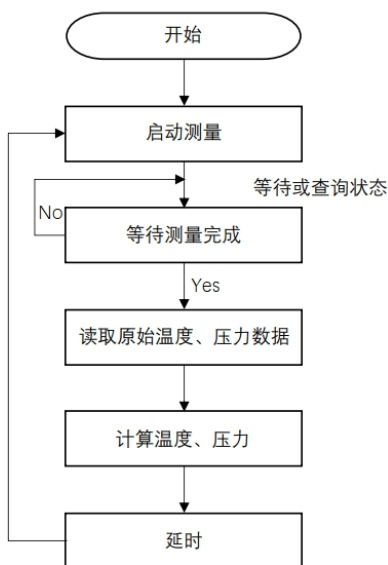 开始
启动测量
等待或查询状态
No
等待测量完成
Yes
读取原始温度、压力数据
计算温度、压力
延时